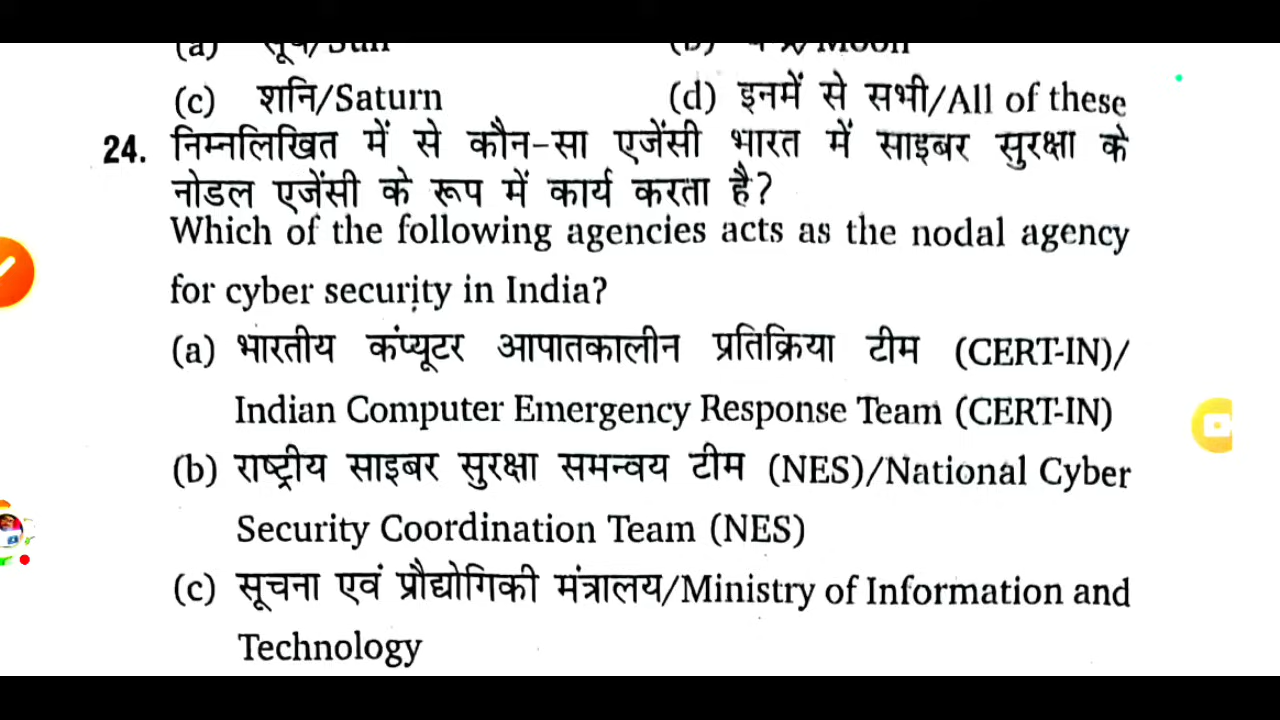 (c) शनि/Saturn (d) इनमें से सभी/All of these
24. निम्नलिखित में से कौन-सा एजेंसी भारत में साइबर सुरक्षा के
नोडल एजेंसी के रूप में कार्य करता है?
Which of the following agencies acts as the nodal agency
for cyber security in India?
(a) भारतीय कंप्यूटर आपातकालीन प्रतिक्रिया टीम (CERT-IN)/
Indian Computer Emergency Response Team (CERT-IN)
(b) राष्ट्रीय साइबर सुरक्षा समन्वय टीम (NES)/National Cyber
Security Coordination Team (NES)
(c) सूचना एवं प्रौद्योगिकी मंत्रालय/Ministry of Information and
Technology